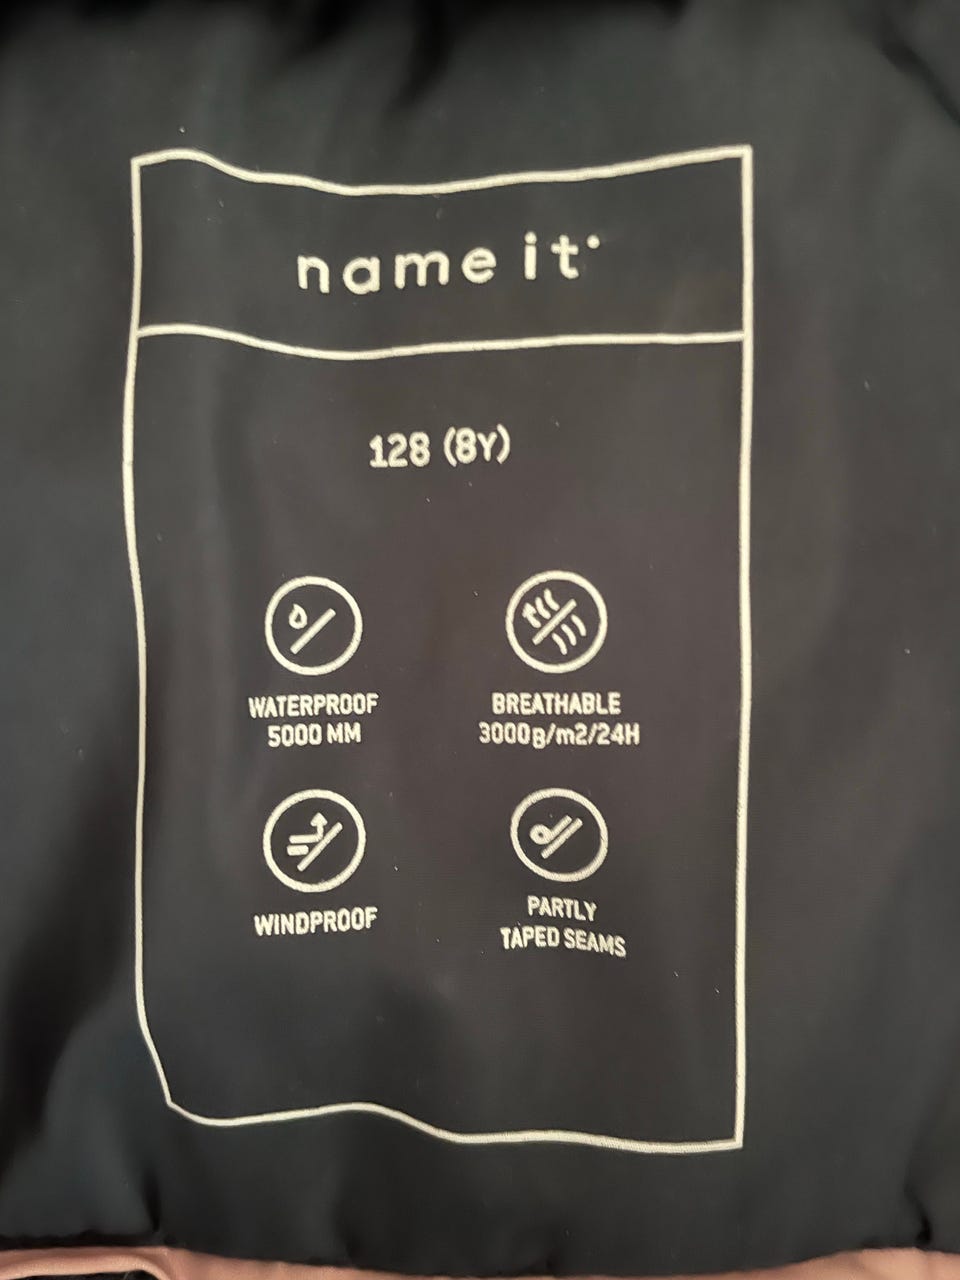 name it
128 (8Y)
WATERPROOF
5000 MM
BREATHABLE
3000g/m2/24H
WINDPROOF
PARTLY
TAPED SEAMS